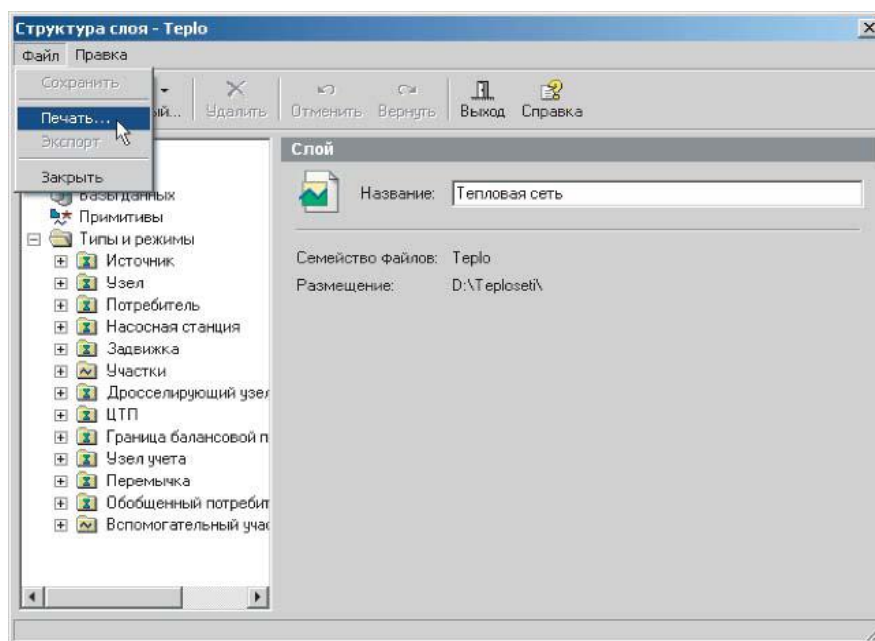 Структура слоя - Teplo
Файл Правка
Сохранить
Печать...
Экспорт
Закрыть
Удалить Отменить Вернуть Выход Справка
Слой
Название: Тепловая сеть
Семейство файлов: Teplo
Размещение: D:\Teploseti\
Базы данных
Примитивы
Типы и режимы
Источник
Узел
Потребитель
Насосная станция
Задвижка
Участки
Дросселирующий узел
ЦТП
Граница балансовой п
Узел учета
Перемычка
Обобщенный потребит
Вспомогательный учас